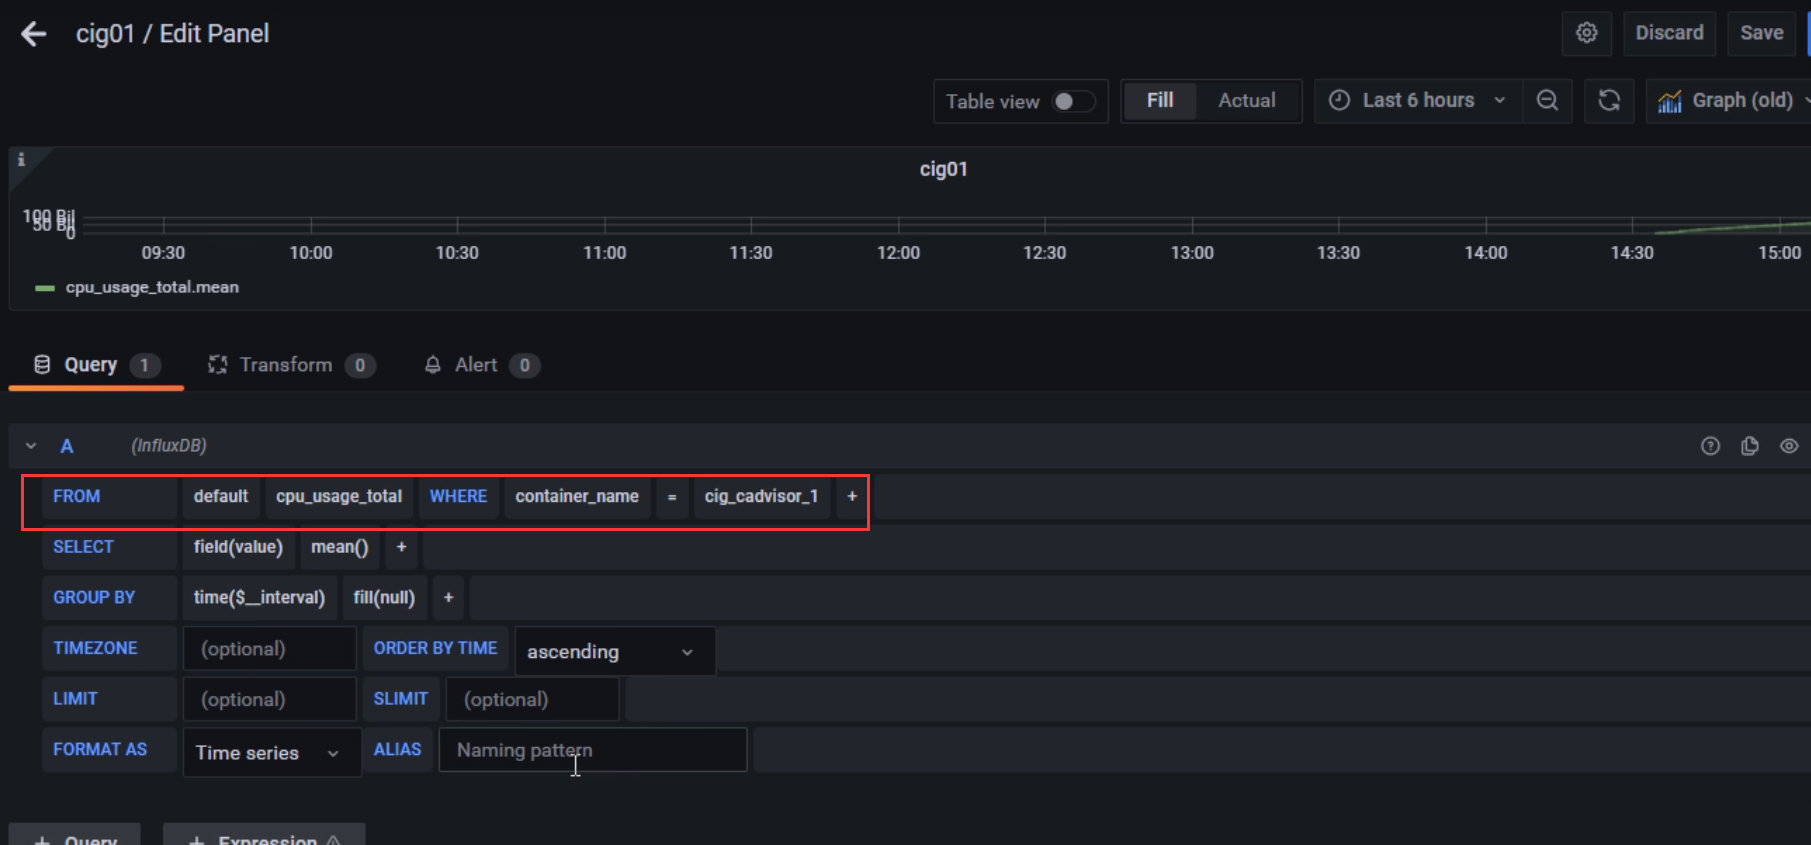 cig01 / Edit Panel Discard Save
Table view Fill Actual Last 6 hours Graph (old)
i
cig01
100 Bil
50 Bil
0
09:30 10:00 10:30 11:00 11:30 12:00 12:30 13:00 13:30 14:00 14:30 15:00
cpu_usage_total.mean
Query 1 Transform 0 Alert 0
A (InfluxDB)
FROM default cpu_usage_total WHERE container_name = cig_cadvisor_1 +
SELECT field(value) mean() +
GROUP BY time($__interval) fill(null) +
TIMEZONE (optional) ORDER BY TIME ascending
LIMIT (optional) SLIMIT (optional)
FORMAT AS Time series ALIAS Naming pattern
+ Query + Expression